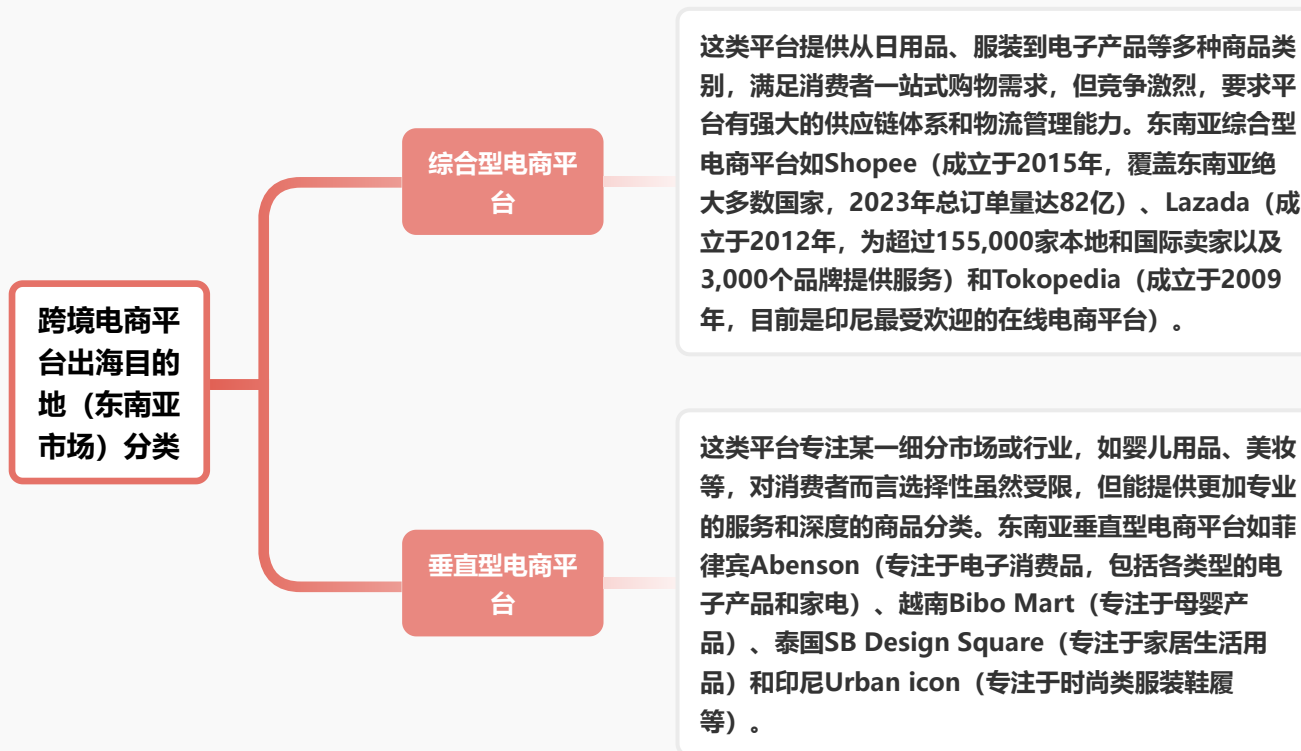 跨境电商平
台出海目的
地（东南亚
市场）分类
综合型电商平
台
这类平台提供从日用品、服装到电子产品等多种商品类
别，满足消费者一站式购物需求，但竞争激烈，要求平
台有强大的供应链体系和物流管理能力。东南亚综合型
电商平台如Shopee（成立于2015年，覆盖东南亚绝
大多数国家，2023年总订单量达82亿）、Lazada（成
立于2012年，为超过155,000家本地和国际卖家以及
3,000个品牌提供服务）和Tokopedia（成立于2009
年，目前是印尼最受欢迎的在线电商平台）。
垂直型电商平
台
这类平台专注某一细分市场或行业，如婴儿用品、美妆
等，对消费者而言选择性虽然受限，但能提供更加专业
的服务和深度的商品分类。东南亚垂直型电商平台如菲
律宾Abenson（专注于电子消费品，包括各类型的电
子产品和家电）、越南Bibo Mart（专注于母婴产
品）、泰国SB Design Square（专注于家居生活用
品）和印尼Urban icon（专注于时尚类服装鞋履
等）。